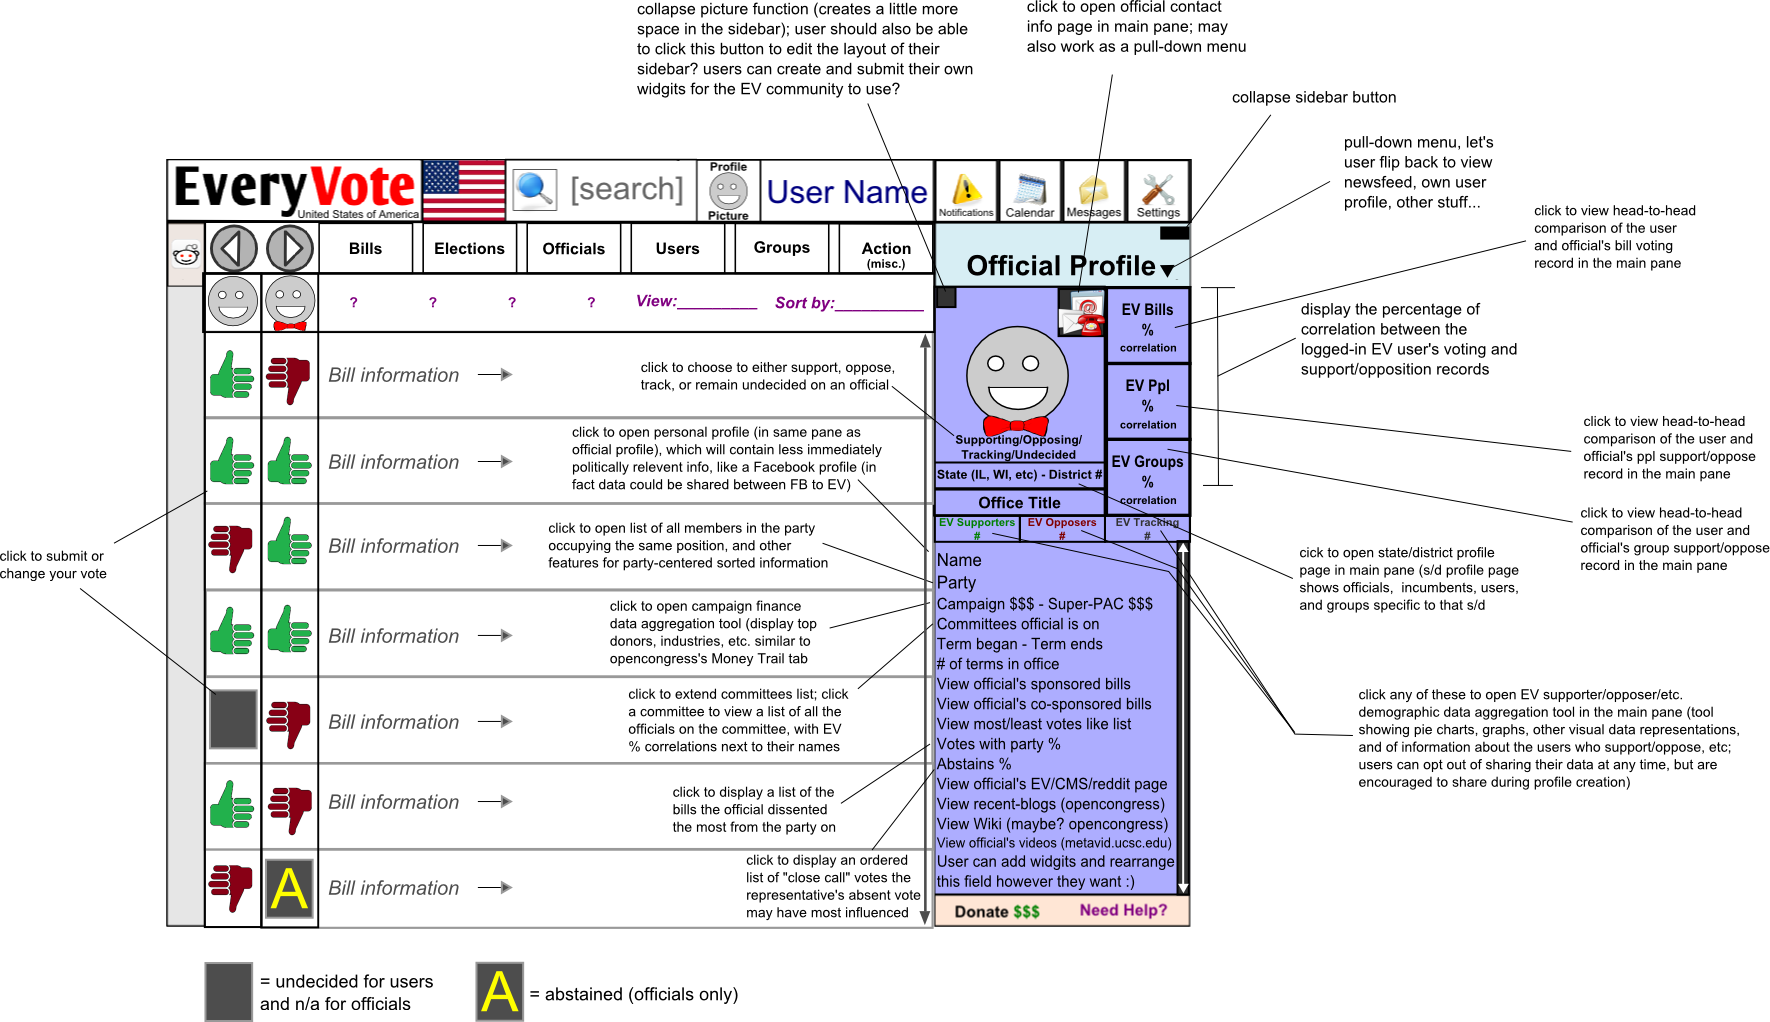 collapse picture function (creates a little more
space in the sidebar); user should also be able
to click this button to edit the layout of their
sidebar? users can create and submit their own
widgits for the EV community to use?
click to open official contact
info page in main pane; may
also work as a pull-down menu
collapse sidebar button
pull-down menu, let's
user flip back to view
newsfeed, own user
profile, other stuff...
EveryVote
United States of America
[search]
Profile
Picture
User Name
Notifications
Calendar
Messages
Settings
Bills
Elections
Officials
Users
Groups
Action
(misc.)
Official Profile
? ? ? ? View:_________ Sort by:__________
EV Bills
%
correlation
EV Ppl
%
correlation
EV Groups
%
correlation
Supporting/Opposing/
Tracking/Undecided
State (IL, WI, etc) - District #
Office Title
EV Supporters
#
EV Opposers
#
EV Tracking
#
Name
Party
Campaign $$$ - Super-PAC $$$
Committees official is on
Term began - Term ends
# of terms in office
View official's sponsored bills
View official's co-sponsored bills
View most/least votes like list
Votes with party %
Abstains %
View official's EV/CMS/reddit page
View recent-blogs (opencongress)
View Wiki (maybe? opencongress)
View official's videos (metavid.ucsc.edu)
User can add widgits and rearrange
this field however they want :)
Donate $$$
Need Help?
Bill information
click to choose to either support, oppose,
track, or remain undecided on an official
Bill information
click to open personal profile (in same pane as
official profile), which will contain less immediately
politically relevent info, like a Facebook profile (in
fact data could be shared between FB to EV)
Bill information
click to open list of all members in the party
occupying the same position, and other
features for party-centered sorted information
Bill information
click to open campaign finance
data aggregation tool (display top
donors, industries, etc. similar to
opencongress's Money Trail tab
Bill information
click to extend committees list; click
a committee to view a list of all the
officials on the committee, with EV
% correlations next to their names
Bill information
click to display a list of the
bills the official dissented
the most from the party on
A
Bill information
click to display an ordered
list of "close call" votes the
representative's absent vote
may have most influenced
click to submit or
change your vote
click to view head-to-head
comparison of the user
and official's bill voting
record in the main pane
display the percentage of
correlation between the
logged-in EV user's voting and
support/opposition records
click to view head-to-head
comparison of the user and
official's ppl support/oppose
record in the main pane
click to view head-to-head
comparison of the user and
official's group support/oppose
record in the main pane
cick to open state/district profile
page in main pane (s/d profile page
shows officials, incumbents, users,
and groups specific to that s/d
click any of these to open EV supporter/opposer/etc.
demographic data aggregation tool in the main pane (tool
showing pie charts, graphs, other visual data representations,
and of information about the users who support/oppose, etc;
users can opt out of sharing their data at any time, but are
encouraged to share during profile creation)
= undecided for users
and n/a for officials
A
= abstained (officials only)